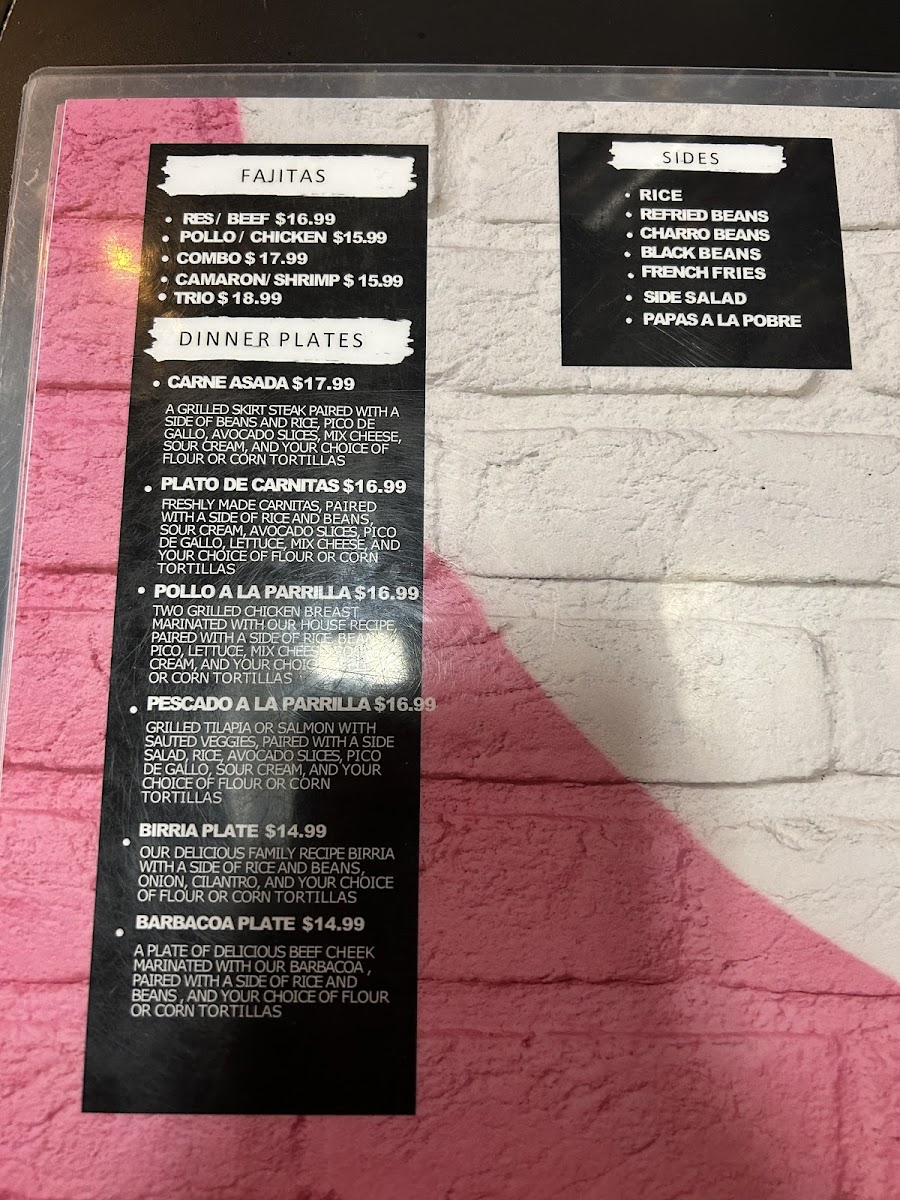 FAJITAS
• RES / BEEF $16.99
• POLLO / CHICKEN $15.99
• COMBO $ 17.99
• CAMARON/ SHRIMP $ 15.99
• TRIO $ 18.99
DINNER PLATES
• CARNE ASADA $17.99
A GRILLED SKIRT STEAK PAIRED WITH A
SIDE OF BEANS AND RICE, PICO DE
GALLO, AVOCADO SLICES, MIX CHEESE,
SOUR CREAM, AND YOUR CHOICE OF
FLOUR OR CORN TORTILLAS
• PLATO DE CARNITAS $16.99
FRESHLY MADE CARNITAS, PAIRED
WITH A SIDE OF RICE AND BEANS,
SOUR CREAM, AVOCADO SLICES, PICO
DE GALLO, LETTUCE, MIX CHEESE, AND
YOUR CHOICE OF FLOUR OR CORN
TORTILLAS
• POLLO A LA PARRILLA $16.99
TWO GRILLED CHICKEN BREAST
MARINATED WITH OUR HOUSE RECIPE
PAIRED WITH A SIDE OF RICE, BEANS
PICO, LETTUCE, MIX CHEESE
CREAM, AND YOUR
OR CORN TORTILLAS
• PESCADO A LA PARRILLA $16.99
GRILLED TILAPIA OR SALMON WITH
SAUTED VEGGIES, PAIRED WITH A SIDE
SALAD, RICE, AVOCADO SLICES, PICO
DE GALLO, SOUR CREAM, AND YOUR
CHOICE OF FLOUR OR CORN
TORTILLAS
• BIRRIA PLATE $14.99
OUR DELICIOUS FAMILY RECIPE BIRRIA
WITH A SIDE OF RICE AND BEANS,
ONION, CILANTRO, AND YOUR CHOICE
OF FLOUR OR CORN TORTILLAS
• BARBACOA PLATE $14.99
A PLATE OF DELICIOUS BEEF CHEEK
MARINATED WITH OUR BARBACOA ,
PAIRED WITH A SIDE OF RICE AND
BEANS , AND YOUR CHOICE OF FLOUR
OR CORN TORTILLAS
SIDES
• RICE
• REFRIED BEANS
• CHARRO BEANS
• BLACK BEANS
• FRENCH FRIES
• SIDE SALAD
• PAPAS A LA POBRE